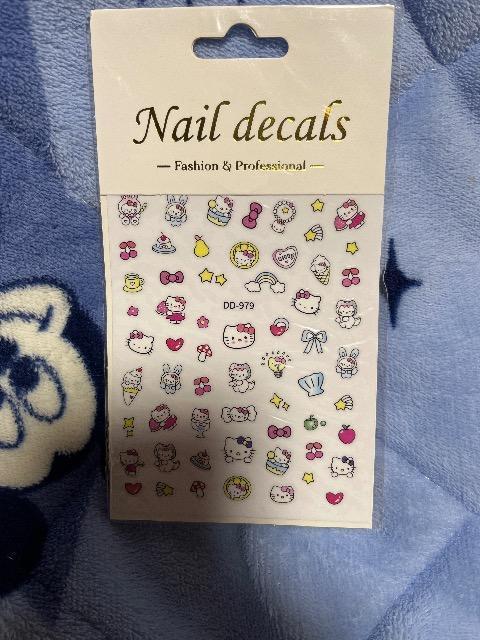 Nail decals
— Fashion & Professional —
DD-979